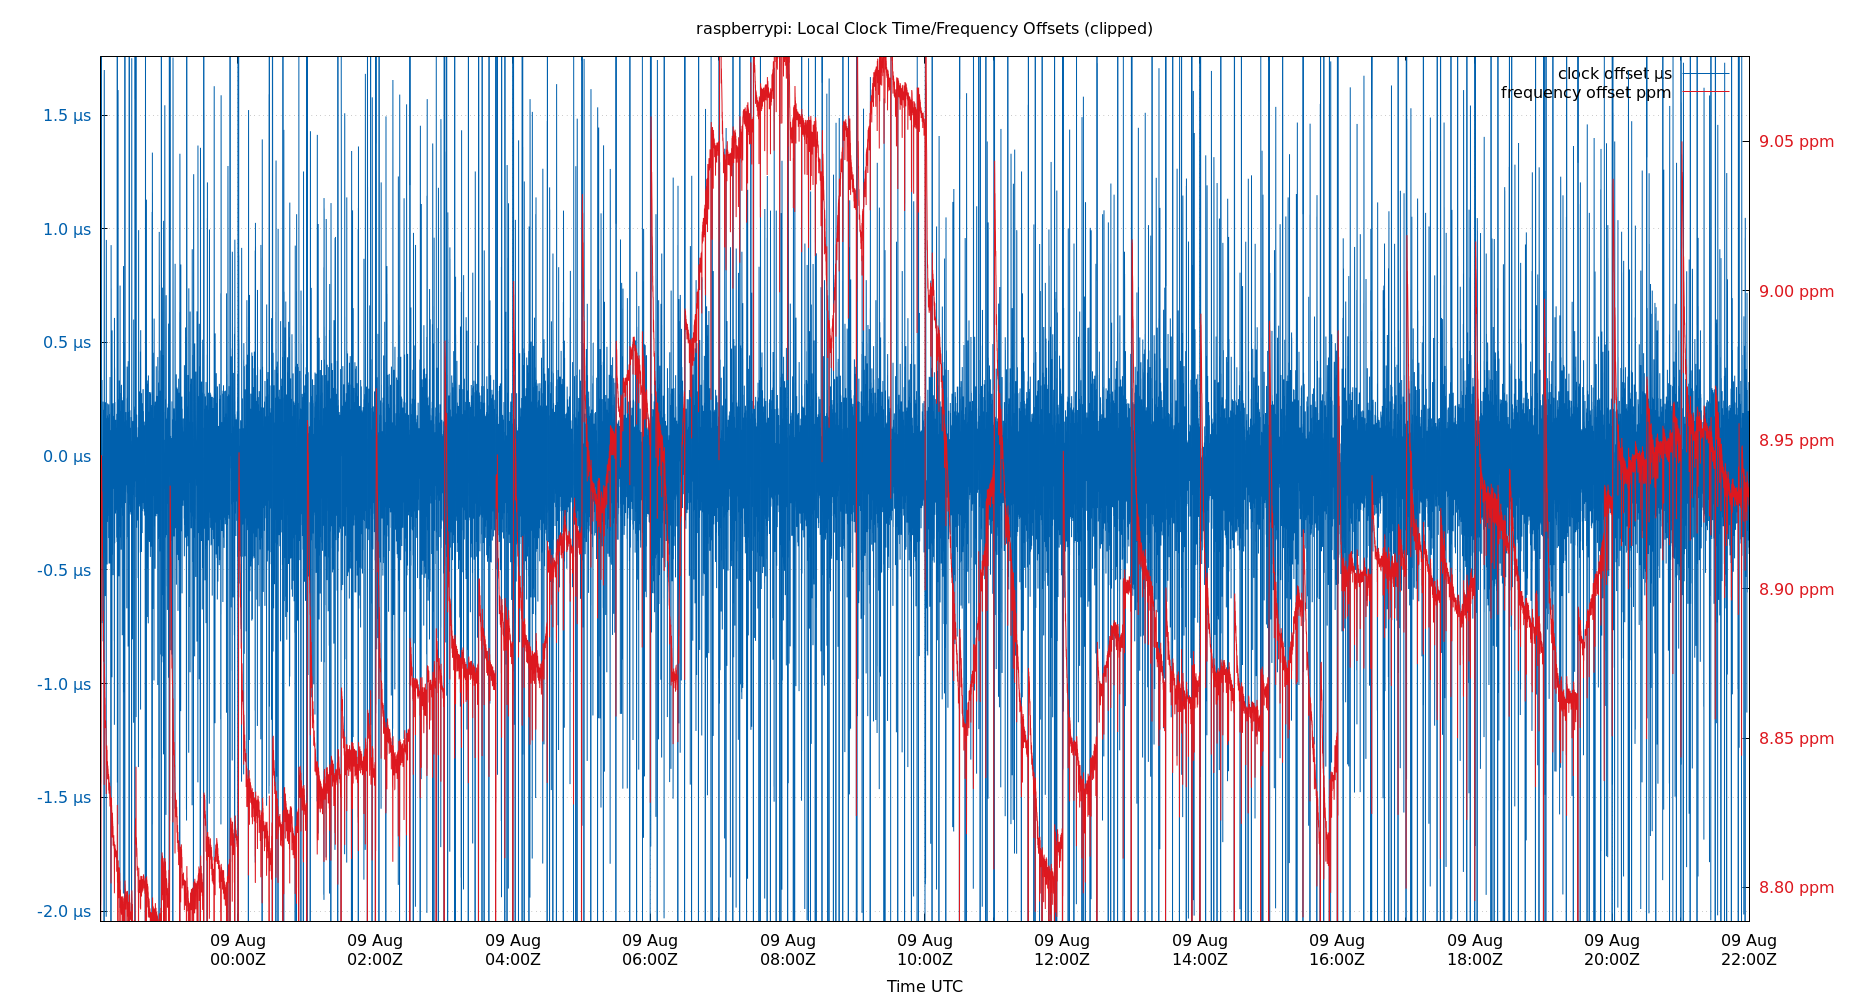 raspberrypi: Local Clock Time/Frequency Offsets (clipped)
clock offset µs
frequency offset ppm
1.5 µs
1.0 µs
0.5 µs
0.0 µs
-0.5 µs
-1.0 µs
-1.5 µs
-2.0 µs
9.05 ppm
9.00 ppm
8.95 ppm
8.90 ppm
8.85 ppm
8.80 ppm
09 Aug 09 Aug 09 Aug 09 Aug 09 Aug 09 Aug 09 Aug 09 Aug 09 Aug 09 Aug 09 Aug 09 Aug
00:00Z 02:00Z 04:00Z 06:00Z 08:00Z 10:00Z 12:00Z 14:00Z 16:00Z 18:00Z 20:00Z 22:00Z
Time UTC